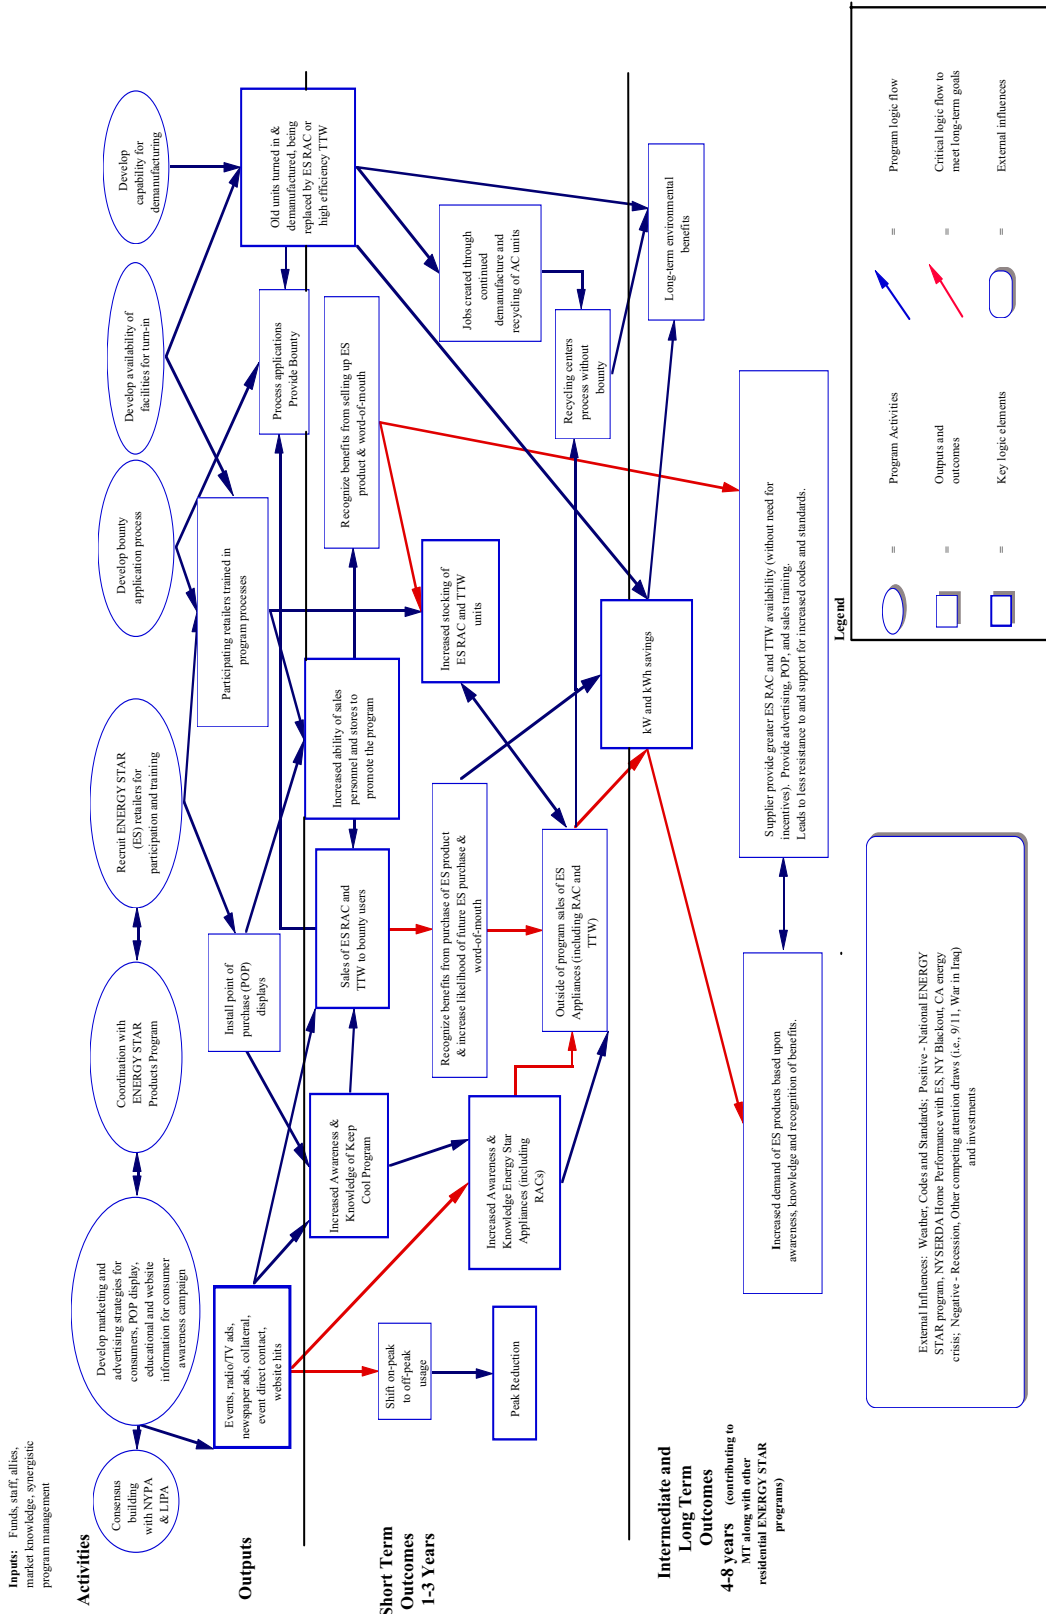 Inputs: Funds, staff, allies,
market knowledge, synergistic
program management
Activities
Consensus
building
with NYPA
& LIPA
Develop marketing and
advertising strategies for
consumers, POP display,
educational and website
information for consumer
awareness campaign
Coordination with
ENERGY STAR
Products Program
Recruit ENERGY STAR
(ES) retailers for
participation and training
Develop bounty
application process
Develop availability of
facilities for turn-in
Develop
capability for
demanufacturing
Outputs
Events, radio/TV ads,
newspaper ads, collateral,
event direct contact,
website hits
Install point of
purchase (POP)
displays
Participating retailers trained in
program processes
Process applications
Provide Bounty
Old units turned in &
demanufactured, being
replaced by ES RAC or
high efficiency TTW
Short Term
Outcomes
1-3 Years
Shift on-peak
to off-peak
usage
Peak Reduction
Increased Awareness &
Knowledge of Keep
Cool Program
Increased Awareness &
Knowledge Energy Star
Appliances (including
RACs)
Sales of ES RAC and
TTW to bounty users
Recognize benefits from purchase of ES product
& increase likelihood of future ES purchase &
word-of-mouth
Outside of program sales of ES
Appliances (including RAC and
TTW)
Increased ability of sales
personnel and stores to
promote the program
Increased stocking of
ES RAC and TTW
units
Recognize benefits from selling up ES
product & word-of-mouth
Jobs created through
continued
demanufacture and
recycling of AC units
Recycling centers
process without
bounty
Intermediate and
Long Term
Outcomes
4-8 years (contributing to
MT along with other
residential ENERGY STAR
programs)
kW and kWh savings
Long-term environmental
benefits
Increased demand of ES products based upon
awareness, knowledge and recognition of benefits.
Supplier provide greater ES RAC and TTW availability (without need for
incentives). Provide advertising, POP, and sales training.
Leads to less resistance to and support for increased codes and standards.
External Influences: Weather, Codes and Standards; Positive - National ENERGY
STAR program, NYSERDA Home Performance with ES, NY Blackout, CA energy
crisis; Negative - Recession, Other competing attention draws (i.e., 9/11, War in Iraq)
and investments
Legend
= Program Activities
= Program logic flow
= Outputs and
outcomes
= Critical logic flow to
meet long-term goals
= Key logic elements
= External influences